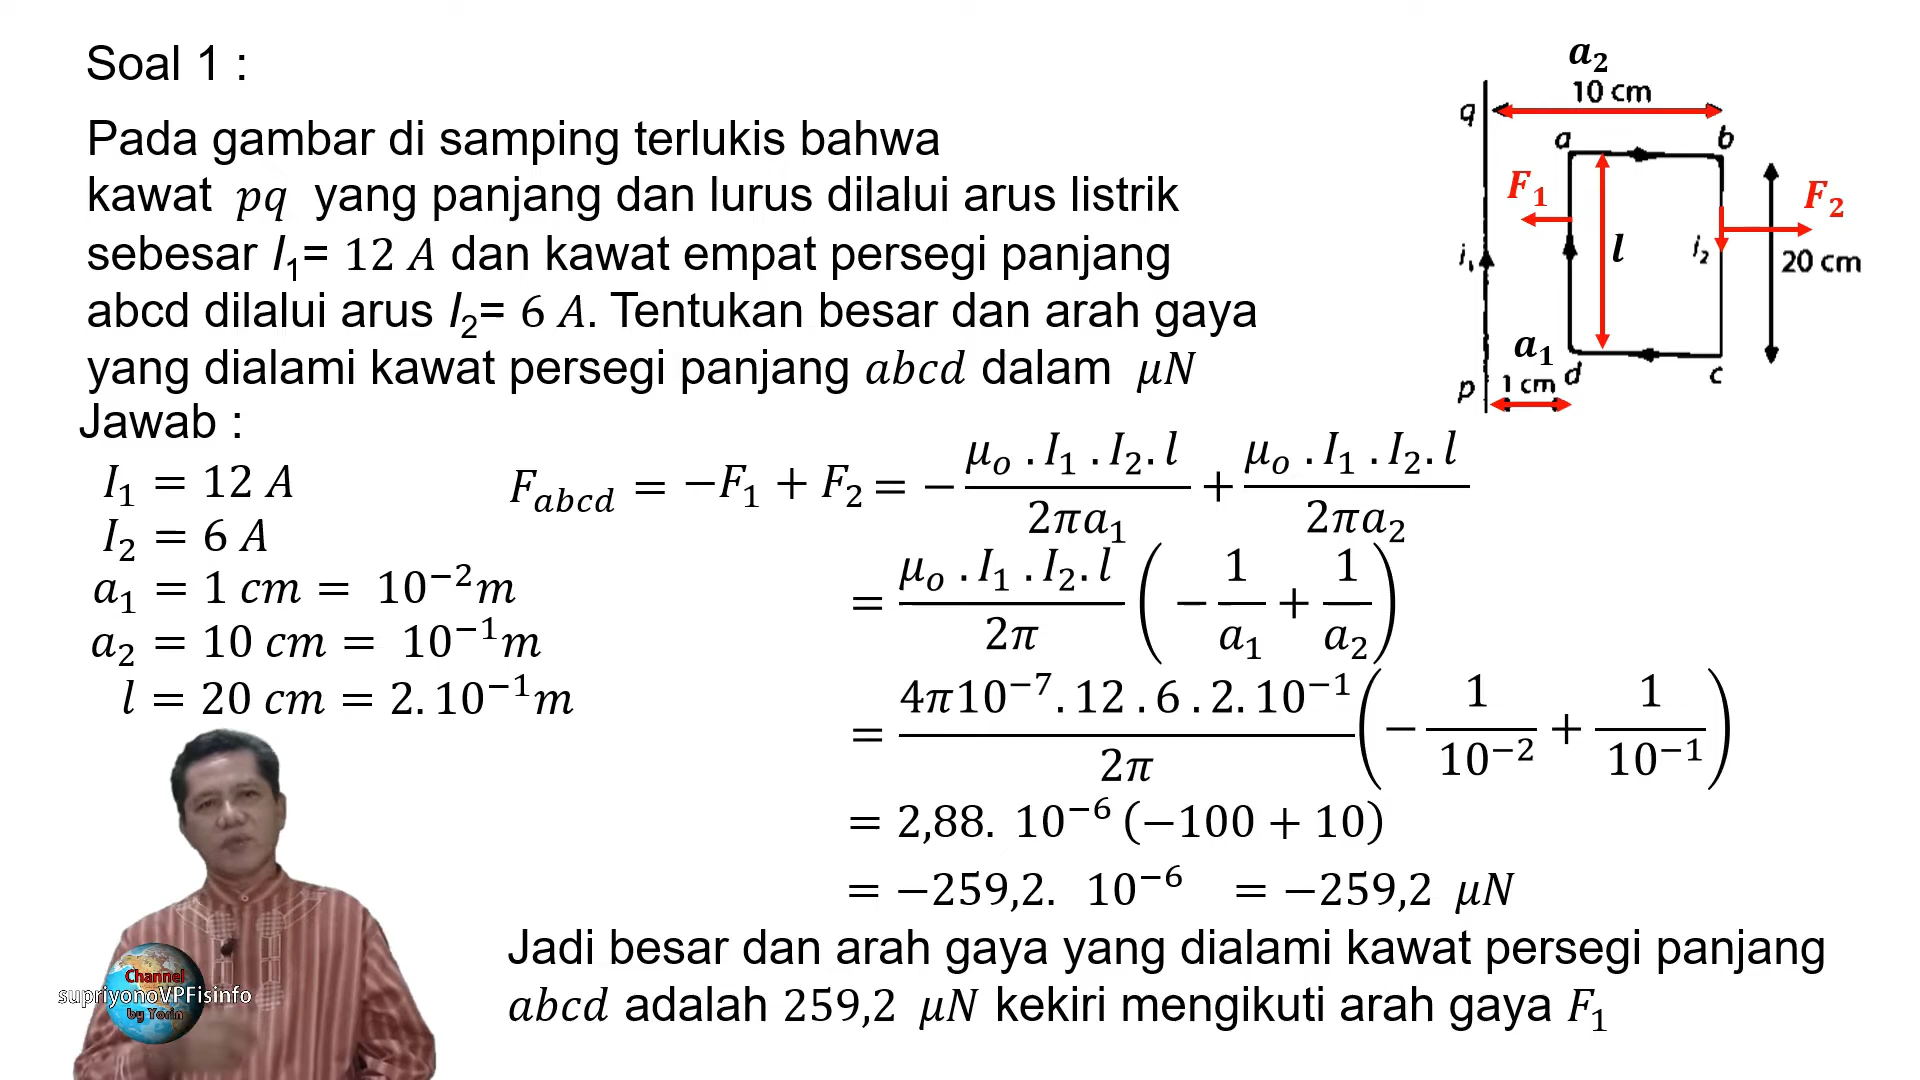 Soal 1 :
Pada gambar di samping terlukis bahwa
kawat pq yang panjang dan lurus dilalui arus listrik
sebesar I₁= 12 A dan kawat empat persegi panjang
abcd dilalui arus I₂= 6 A. Tentukan besar dan arah gaya
yang dialami kawat persegi panjang abcd dalam μN
a₂
10 cm
q
a
b
F₁
F₂
i₁
l
i₂
20 cm
a₁
p
1 cm
d
c
Jawab :
I₁ = 12 A
I₂ = 6 A
a₁ = 1 cm = 10⁻² m
a₂ = 10 cm = 10⁻¹ m
l = 20 cm = 2. 10⁻¹ m
F_abcd = −F₁ + F₂ = − (μ₀ . I₁ . I₂. l)/(2πa₁) + (μ₀ . I₁ . I₂. l)/(2πa₂)
= (μ₀ . I₁ . I₂. l)/(2π) (− 1/a₁ + 1/a₂)
= (4π10⁻⁷. 12 . 6 . 2. 10⁻¹)/(2π) (− 1/10⁻² + 1/10⁻¹)
= 2,88. 10⁻⁶ (−100 + 10)
= −259,2. 10⁻⁶ = −259,2 μN
Jadi besar dan arah gaya yang dialami kawat persegi panjang
abcd adalah 259,2 μN kekiri mengikuti arah gaya F₁
Channel
supriyonoVPFisinfo
by Yorin